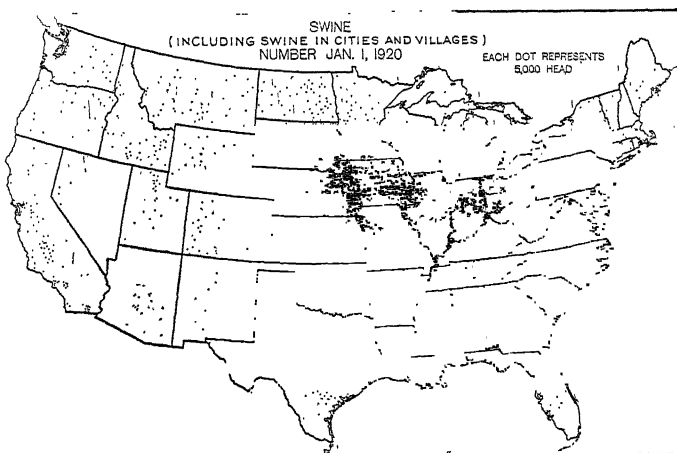 SWINE
(INCLUDING SWINE IN CITIES AND VILLAGES)
NUMBER JAN. 1, 1920
EACH DOT REPRESENTS
5,000 HEAD